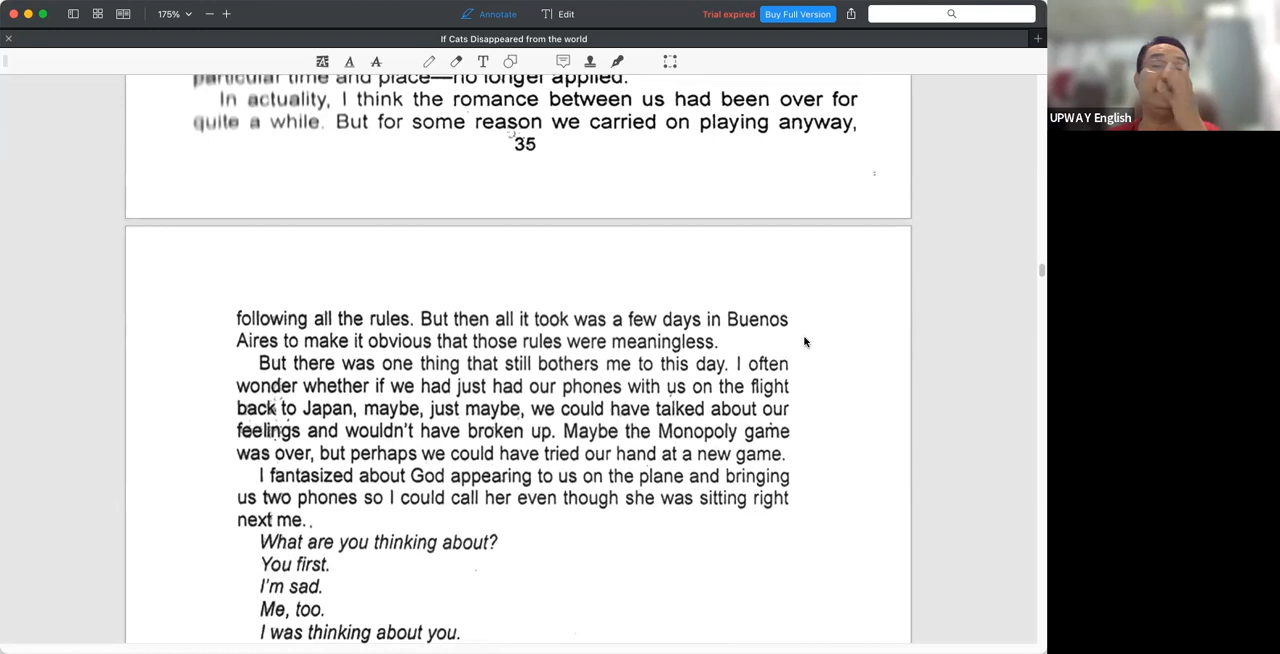 175%
Annotate
Edit
Trial expired
Buy Full Version
If Cats Disappeared from the world
UPWAY English
particular time and place—no longer applied.
In actuality, I think the romance between us had been over for
quite a while. But for some reason we carried on playing anyway,
35
following all the rules. But then all it took was a few days in Buenos
Aires to make it obvious that those rules were meaningless.
But there was one thing that still bothers me to this day. I often
wonder whether if we had just had our phones with us on the flight
back to Japan, maybe, just maybe, we could have talked about our
feelings and wouldn't have broken up. Maybe the Monopoly game
was over, but perhaps we could have tried our hand at a new game.
I fantasized about God appearing to us on the plane and bringing
us two phones so I could call her even though she was sitting right
next me.
What are you thinking about?
You first.
I'm sad.
Me, too.
I was thinking about you.